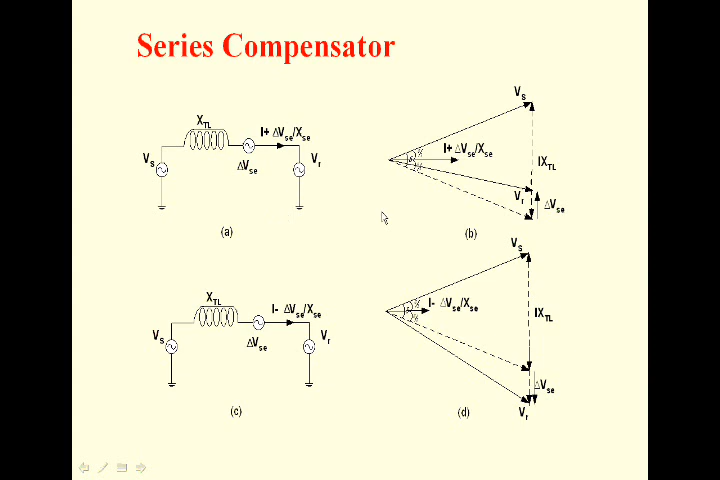 Series Compensator
X_TL
I+ ΔV_se/X_se
V_s
ΔV_se
V_r
(a)
V_s
I+ ΔV_se/X_se
IX_TL
V_r
ΔV_se
(b)
X_TL
I- ΔV_se/X_se
V_s
ΔV_se
V_r
(c)
V_s
I- ΔV_se/X_se
IX_TL
ΔV_se
V_r
(d)